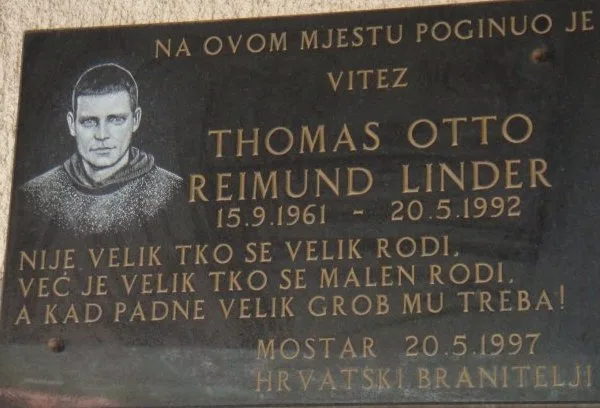 NA OVOM MJESTU POGINUO JE
VITEZ
THOMAS OTTO
REIMUND LINDER
15.9.1961 - 20.5.1992
NIJE VELIK TKO SE VELIK RODI,
VEĆ JE VELIK TKO SE MALEN RODI,
A KAD PADNE VELIK GROB MU TREBA!
MOSTAR 20.5.1997
HRVATSKI BRANITELJI